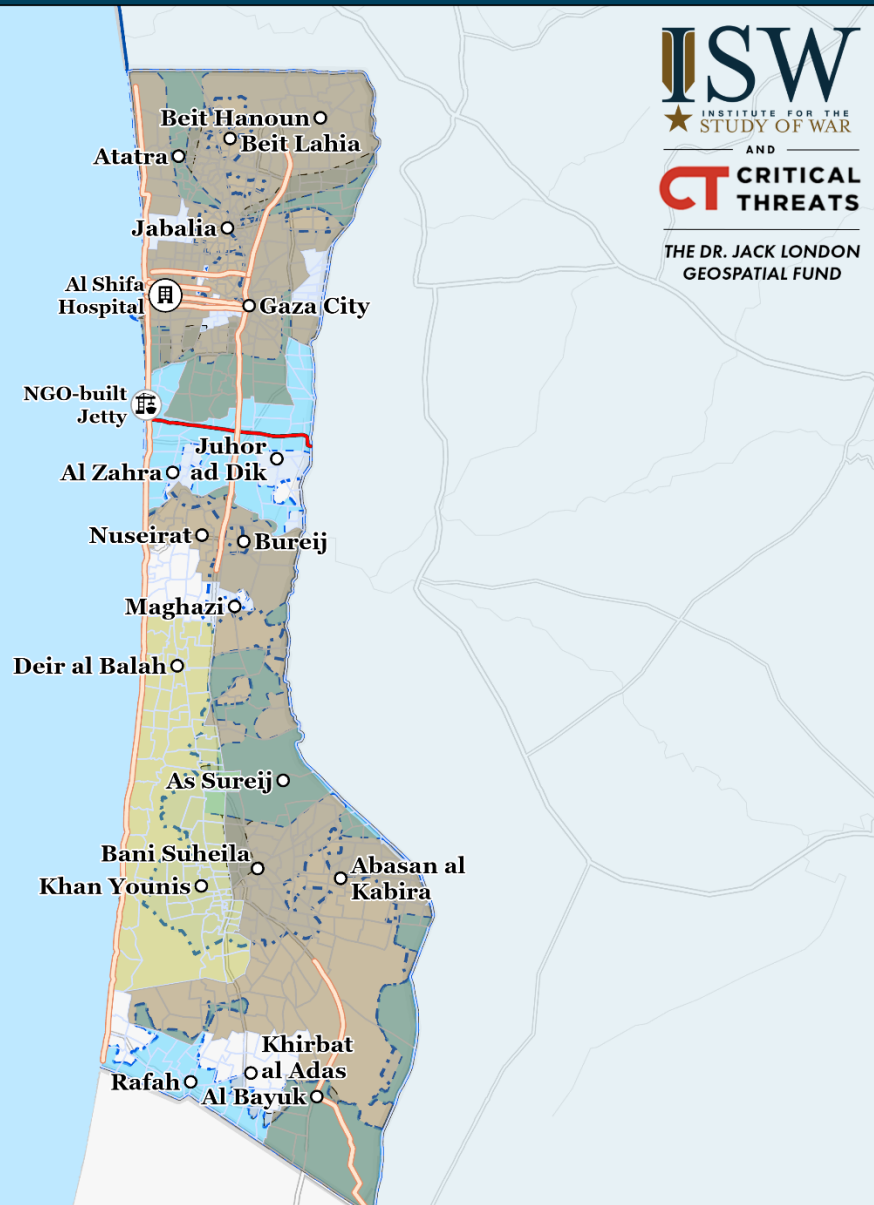 ISW
INSTITUTE FOR THE
STUDY OF WAR
AND
CT CRITICAL
THREATS
THE DR. JACK LONDON
GEOSPATIAL FUND
Beit Hanoun
Beit Lahia
Atatra
Jabalia
Al Shifa
Hospital
Gaza City
NGO-built
Jetty
Juhor
ad Dik
Al Zahra
Nuseirat
Bureij
Maghazi
Deir al Balah
As Sureij
Bani Suheila
Abasan al
Kabira
Khan Younis
Khirbat
al Adas
Rafah
Al Bayuk